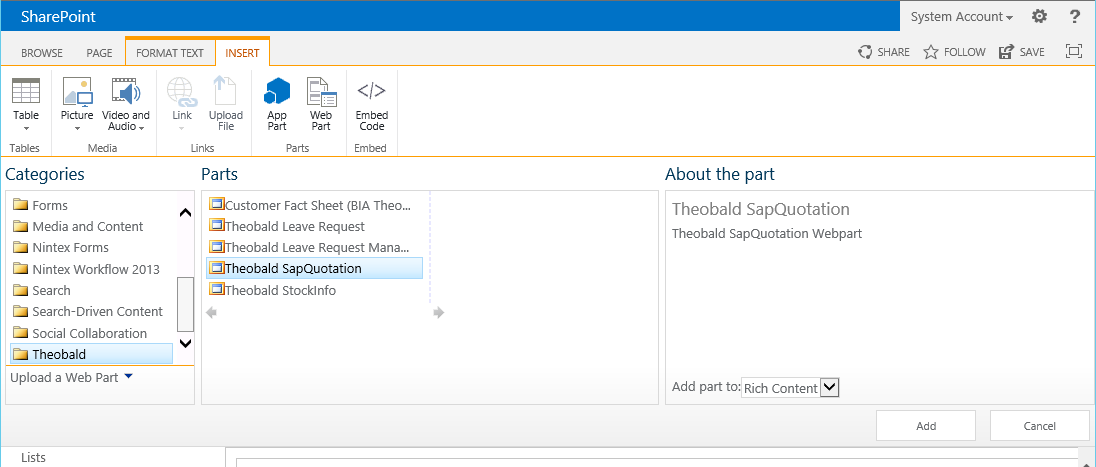 SharePoint
System Account
?
BROWSE PAGE FORMAT TEXT INSERT
SHARE FOLLOW SAVE
Table Picture Video and Audio Link Upload File App Part Web Part Embed Code
Tables Media Links Parts Embed
Categories
Forms
Media and Content
Nintex Forms
Nintex Workflow 2013
Search
Search-Driven Content
Social Collaboration
Theobald
Upload a Web Part
Parts
Customer Fact Sheet (BIA Theo...
Theobald Leave Request
Theobald Leave Request Mana...
Theobald SapQuotation
Theobald StockInfo
About the part
Theobald SapQuotation
Theobald SapQuotation Webpart
Add part to: Rich Content
Add Cancel
Lists